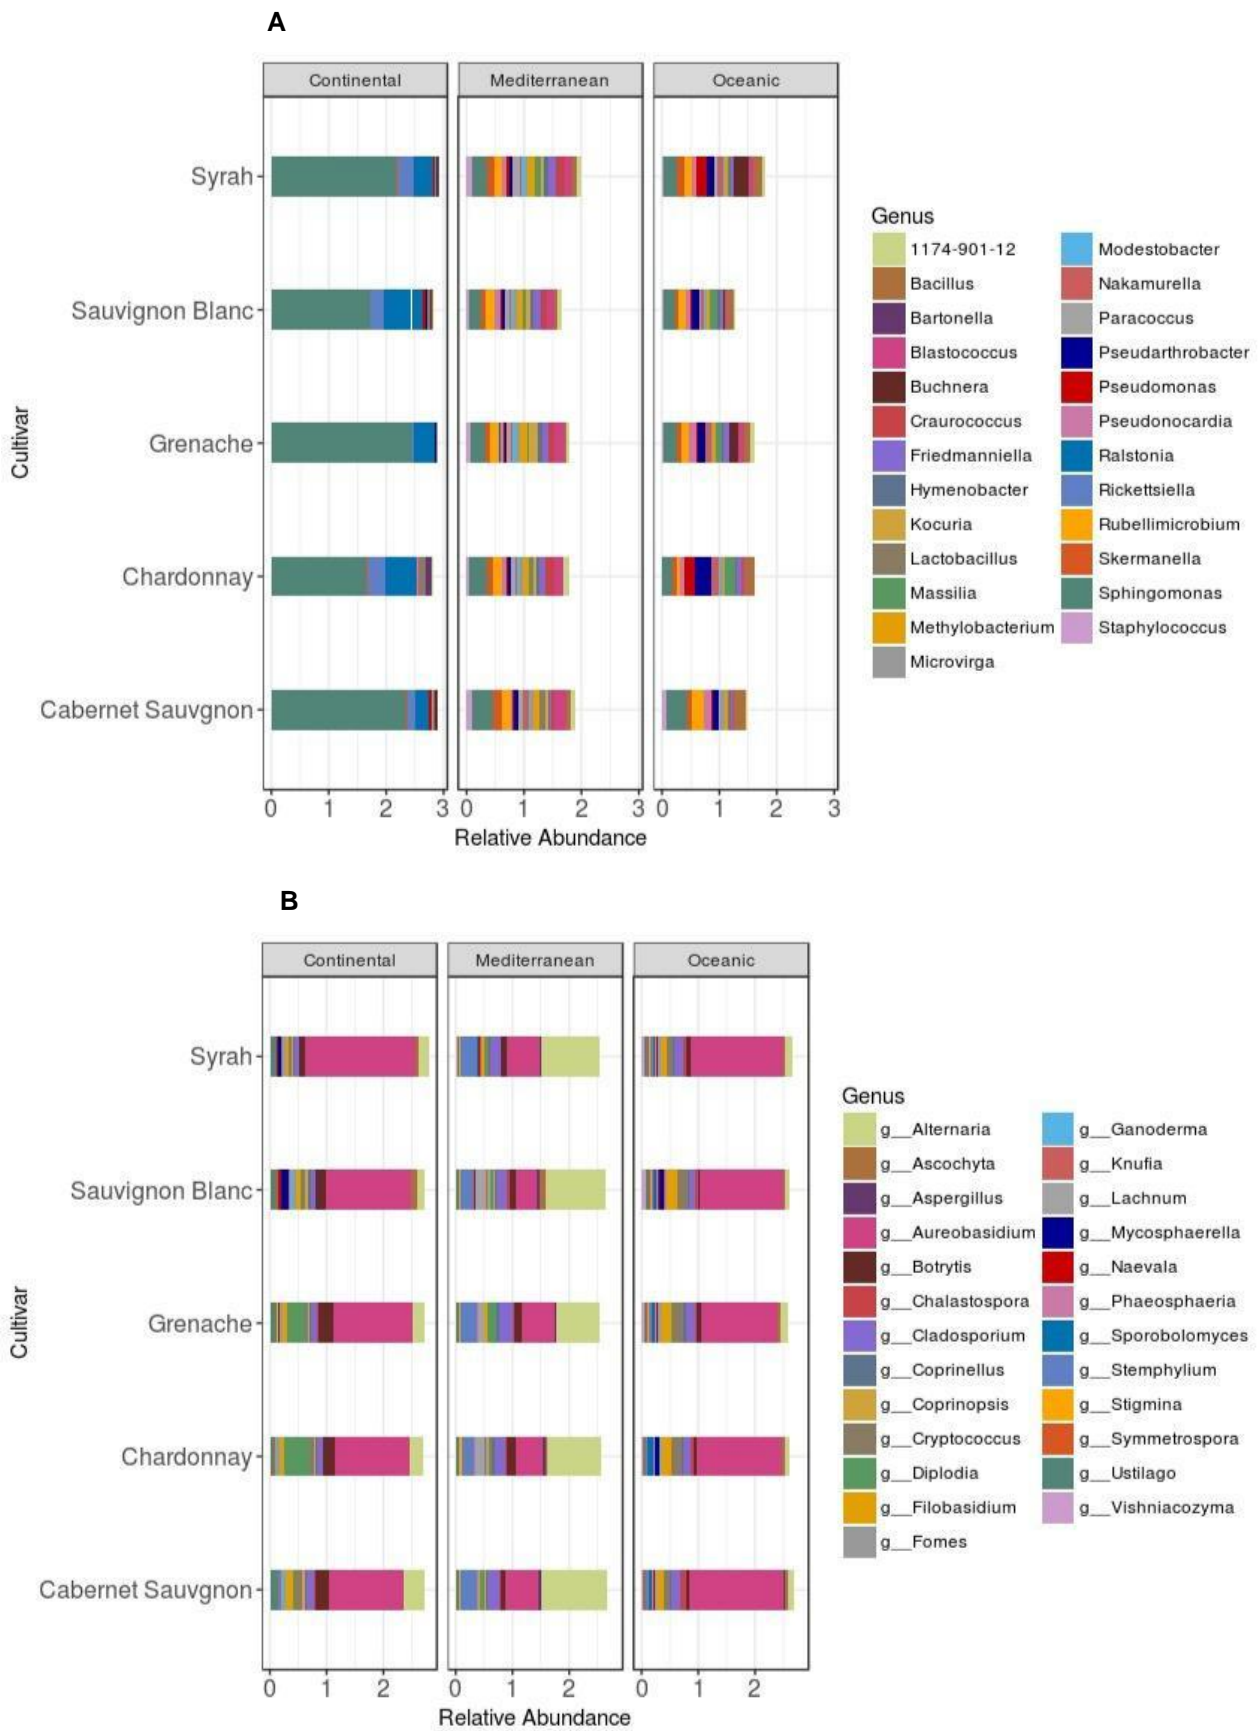 A
Continental
Mediterranean
Oceanic
Syrah
Sauvignon Blanc
Grenache
Chardonnay
Cabernet Sauvgnon
Cultivar
0 1 2 3
0 1 2 3
0 1 2 3
Relative Abundance
Genus
1174-901-12
Bacillus
Bartonella
Blastococcus
Buchnera
Craurococcus
Friedmanniella
Hymenobacter
Kocuria
Lactobacillus
Massilia
Methylobacterium
Microvirga
Modestobacter
Nakamurella
Paracoccus
Pseudarthrobacter
Pseudomonas
Pseudonocardia
Ralstonia
Rickettsiella
Rubellimicrobium
Skermanella
Sphingomonas
Staphylococcus
B
Continental
Mediterranean
Oceanic
Syrah
Sauvignon Blanc
Grenache
Chardonnay
Cabernet Sauvgnon
Cultivar
0 1 2
0 1 2
0 1 2
Relative Abundance
Genus
g__Alternaria
g__Ascochyta
g__Aspergillus
g__Aureobasidium
g__Botrytis
g__Chalastospora
g__Cladosporium
g__Coprinellus
g__Coprinopsis
g__Cryptococcus
g__Diplodia
g__Filobasidium
g__Fomes
g__Ganoderma
g__Knufia
g__Lachnum
g__Mycosphaerella
g__Naevala
g__Phaeosphaeria
g__Sporobolomyces
g__Stemphylium
g__Stigmina
g__Symmetrospora
g__Ustilago
g__Vishniacozyma